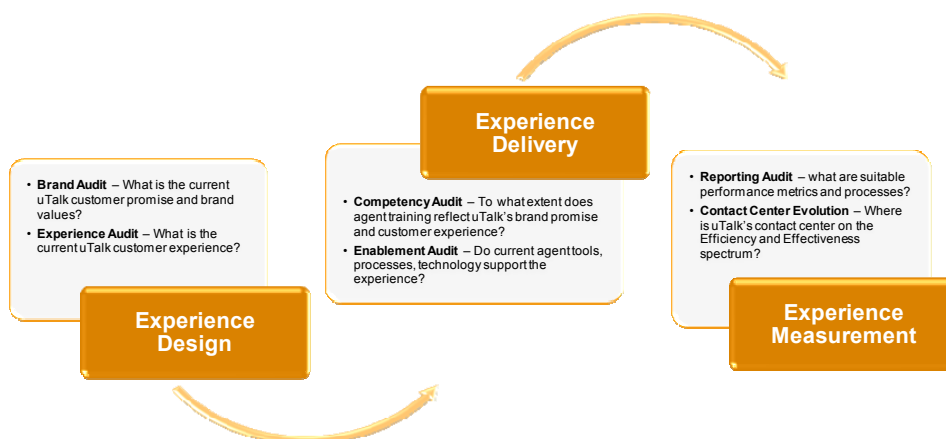 • Brand Audit – What is the current
uTalk customer promise and brand
values?
• Experience Audit – What is the
current uTalk customer experience?
Experience
Design
Experience
Delivery
• Competency Audit – To what extent does
agent training reflect uTalk's brand promise
and customer experience?
• Enablement Audit – Do current agent tools,
processes, technology support the
experience?
• Reporting Audit – what are suitable
performance metrics and processes?
• Contact Center Evolution – Where
is uTalk's contact center on the
Efficiency and Effectiveness
spectrum?
Experience
Measurement